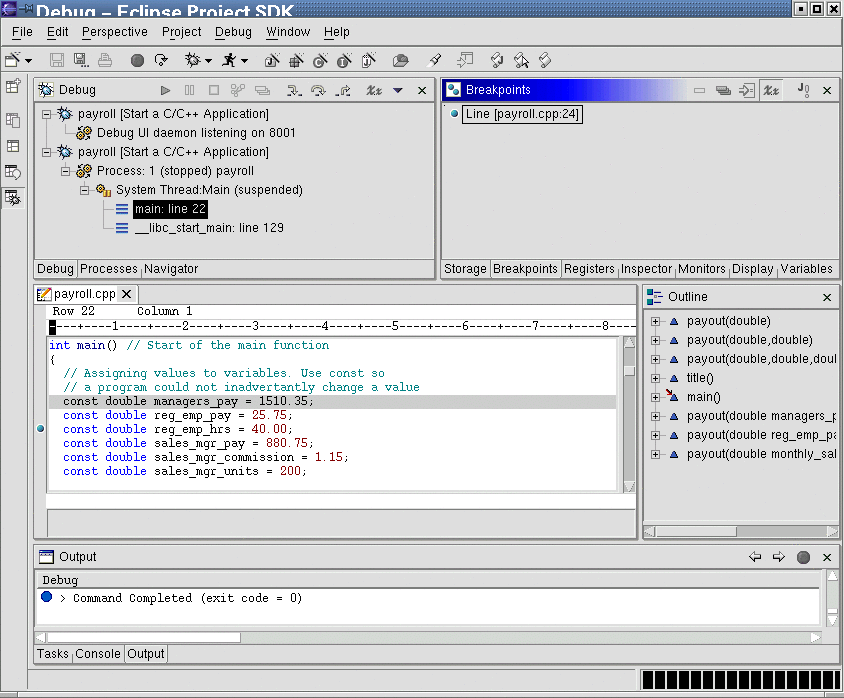 Debug - Eclipse Project SDK
File Edit Perspective Project Debug Window Help
Debug
payroll [Start a C/C++ Application]
Debug UI daemon listening on 8001
payroll [Start a C/C++ Application]
Process: 1 (stopped) payroll
System Thread:Main (suspended)
main: line 22
__libc_start_main: line 129
Debug Processes Navigator
Breakpoints
Line [payroll.cpp:24]
Storage Breakpoints Registers Inspector Monitors Display Variables
payroll.cpp
Row 22 Column 1
----+----1----+----2----+----3----+----4----+----5----+----6----+----7----+----8----
int main() // Start of the main function
{
// Assigning values to variables. Use const so
// a program could not inadvertantly change a value
const double managers_pay = 1510.35;
const double reg_emp_pay = 25.75;
const double reg_emp_hrs = 40.00;
const double sales_mgr_pay = 880.75;
const double sales_mgr_commission = 1.15;
const double sales_mgr_units = 200;
Outline
payout(double)
payout(double,double)
payout(double,double,doul
title()
main()
payout(double managers_p
payout(double reg_emp_pa
payout(double monthly_sal
Output
Debug
> Command Completed (exit code = 0)
Tasks Console Output